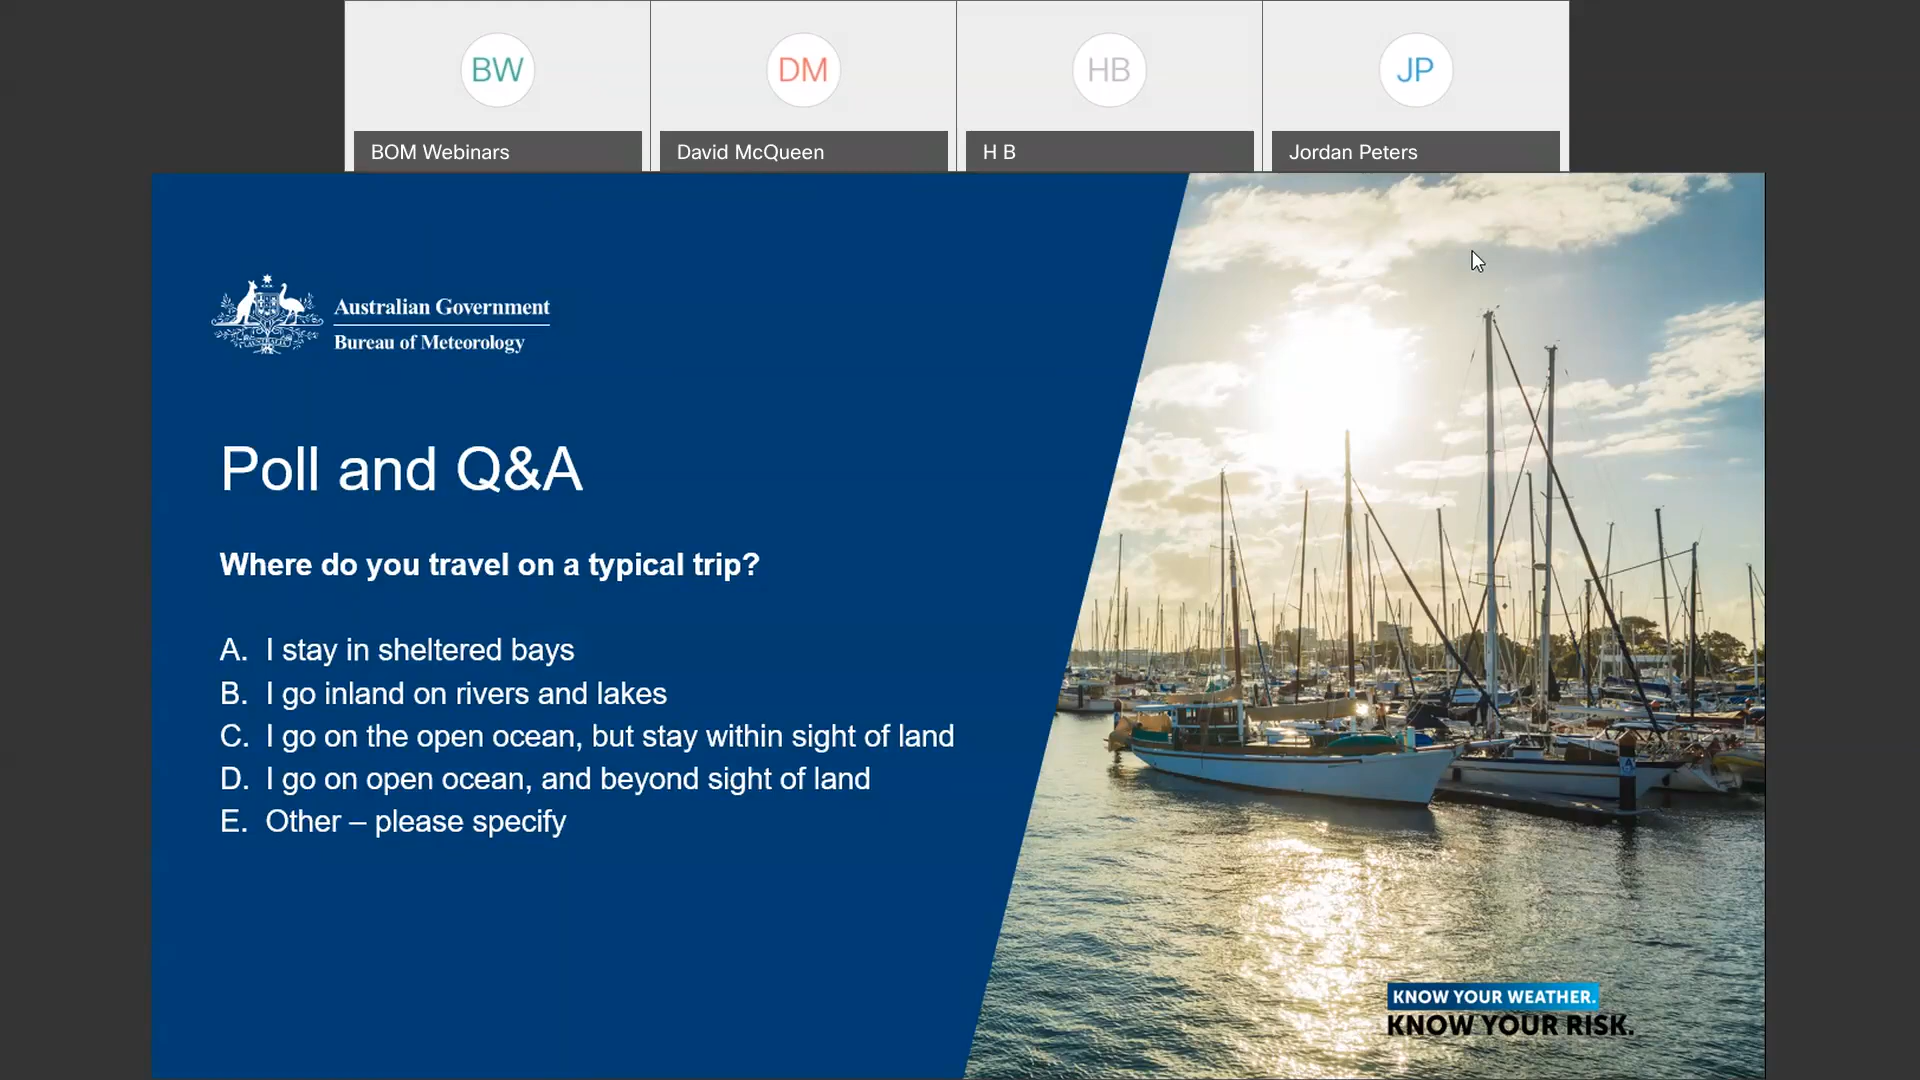 BW
DM
HB
JP
BOM Webinars
David McQueen
H B
Jordan Peters
Australian Government
Bureau of Meteorology
Poll and Q&A
Where do you travel on a typical trip?
A. I stay in sheltered bays
B. I go inland on rivers and lakes
C. I go on the open ocean, but stay within sight of land
D. I go on open ocean, and beyond sight of land
E. Other – please specify
KNOW YOUR WEATHER.
KNOW YOUR RISK.